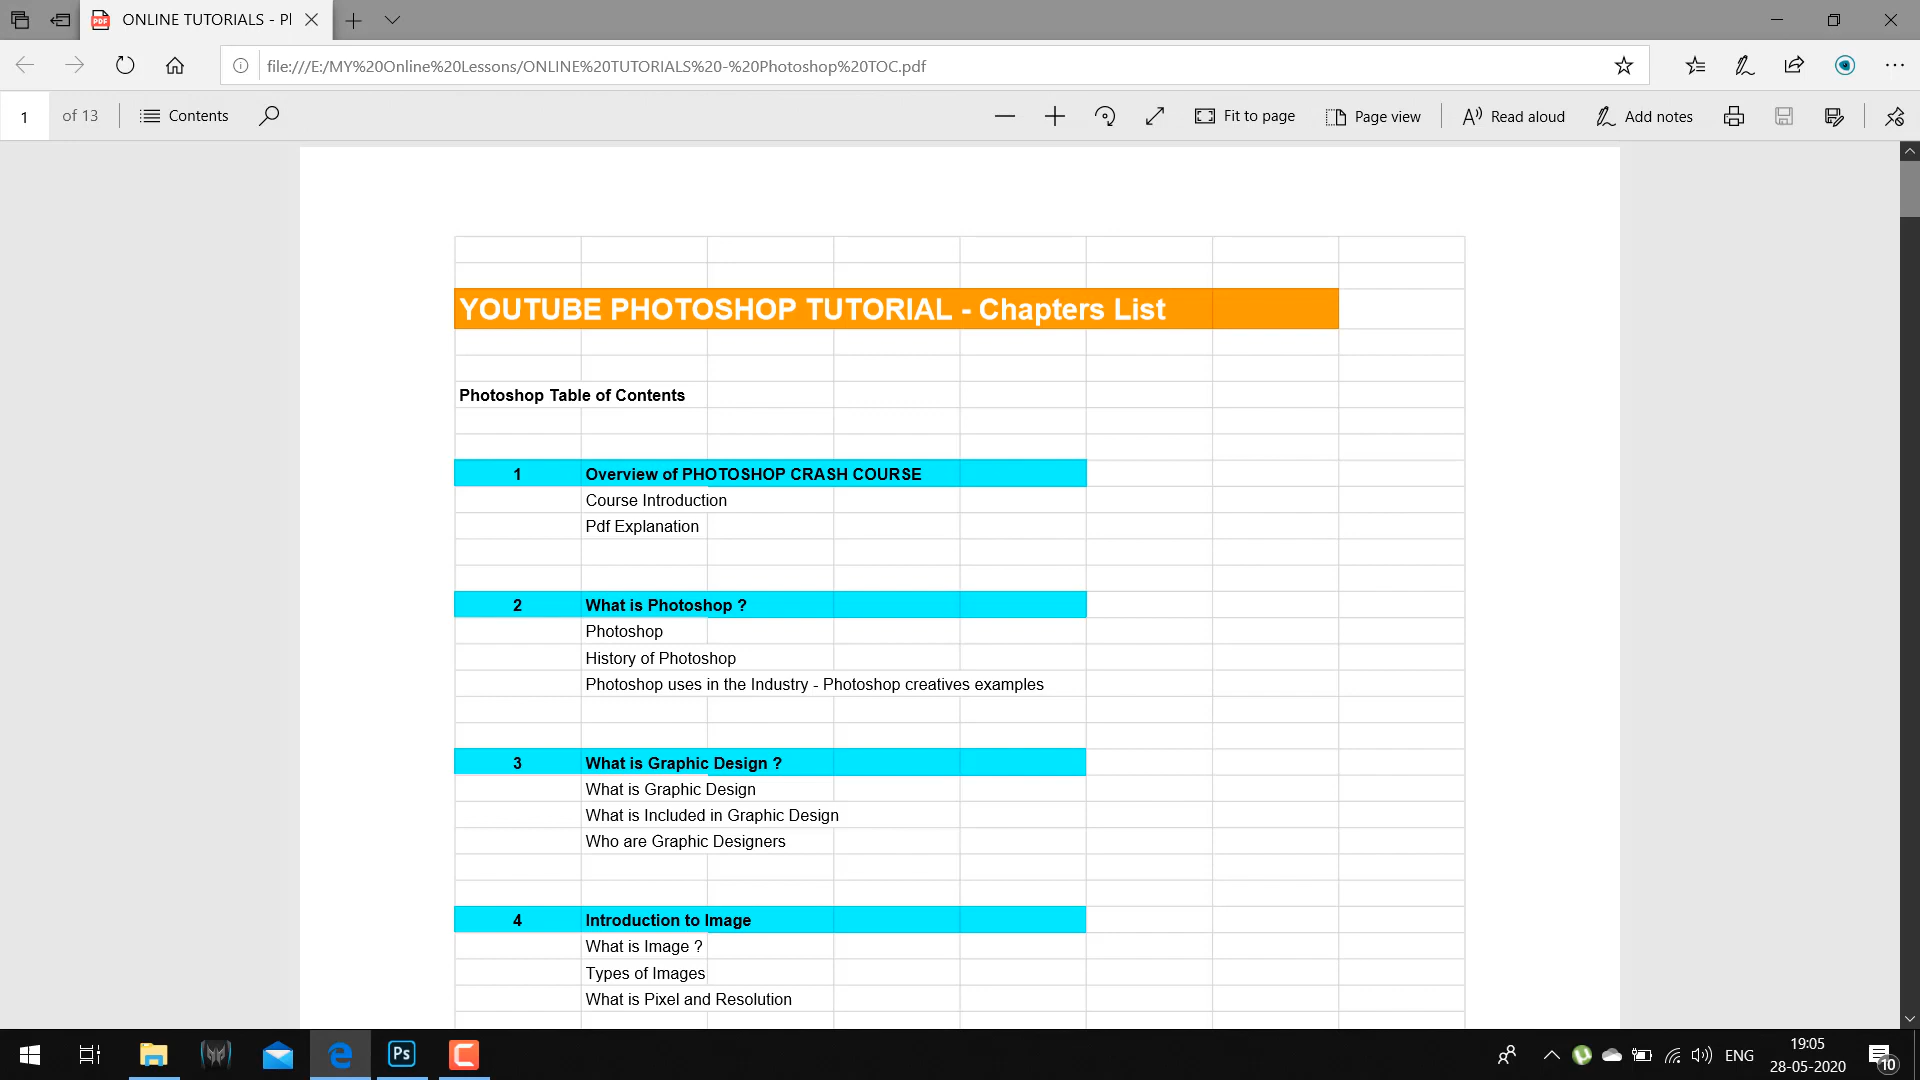 ONLINE TUTORIALS - Pl
file:///E:/MY%20Online%20Lessons/ONLINE%20TUTORIALS%20-%20Photoshop%20TOC.pdf
1 of 13 Contents Fit to page Page view Read aloud Add notes
YOUTUBE PHOTOSHOP TUTORIAL - Chapters List
Photoshop Table of Contents
1 Overview of PHOTOSHOP CRASH COURSE
Course Introduction
Pdf Explanation
2 What is Photoshop ?
Photoshop
History of Photoshop
Photoshop uses in the Industry - Photoshop creatives examples
3 What is Graphic Design ?
What is Graphic Design
What is Included in Graphic Design
Who are Graphic Designers
4 Introduction to Image
What is Image ?
Types of Images
What is Pixel and Resolution
Ps
ENG
19:05
28-05-2020
10